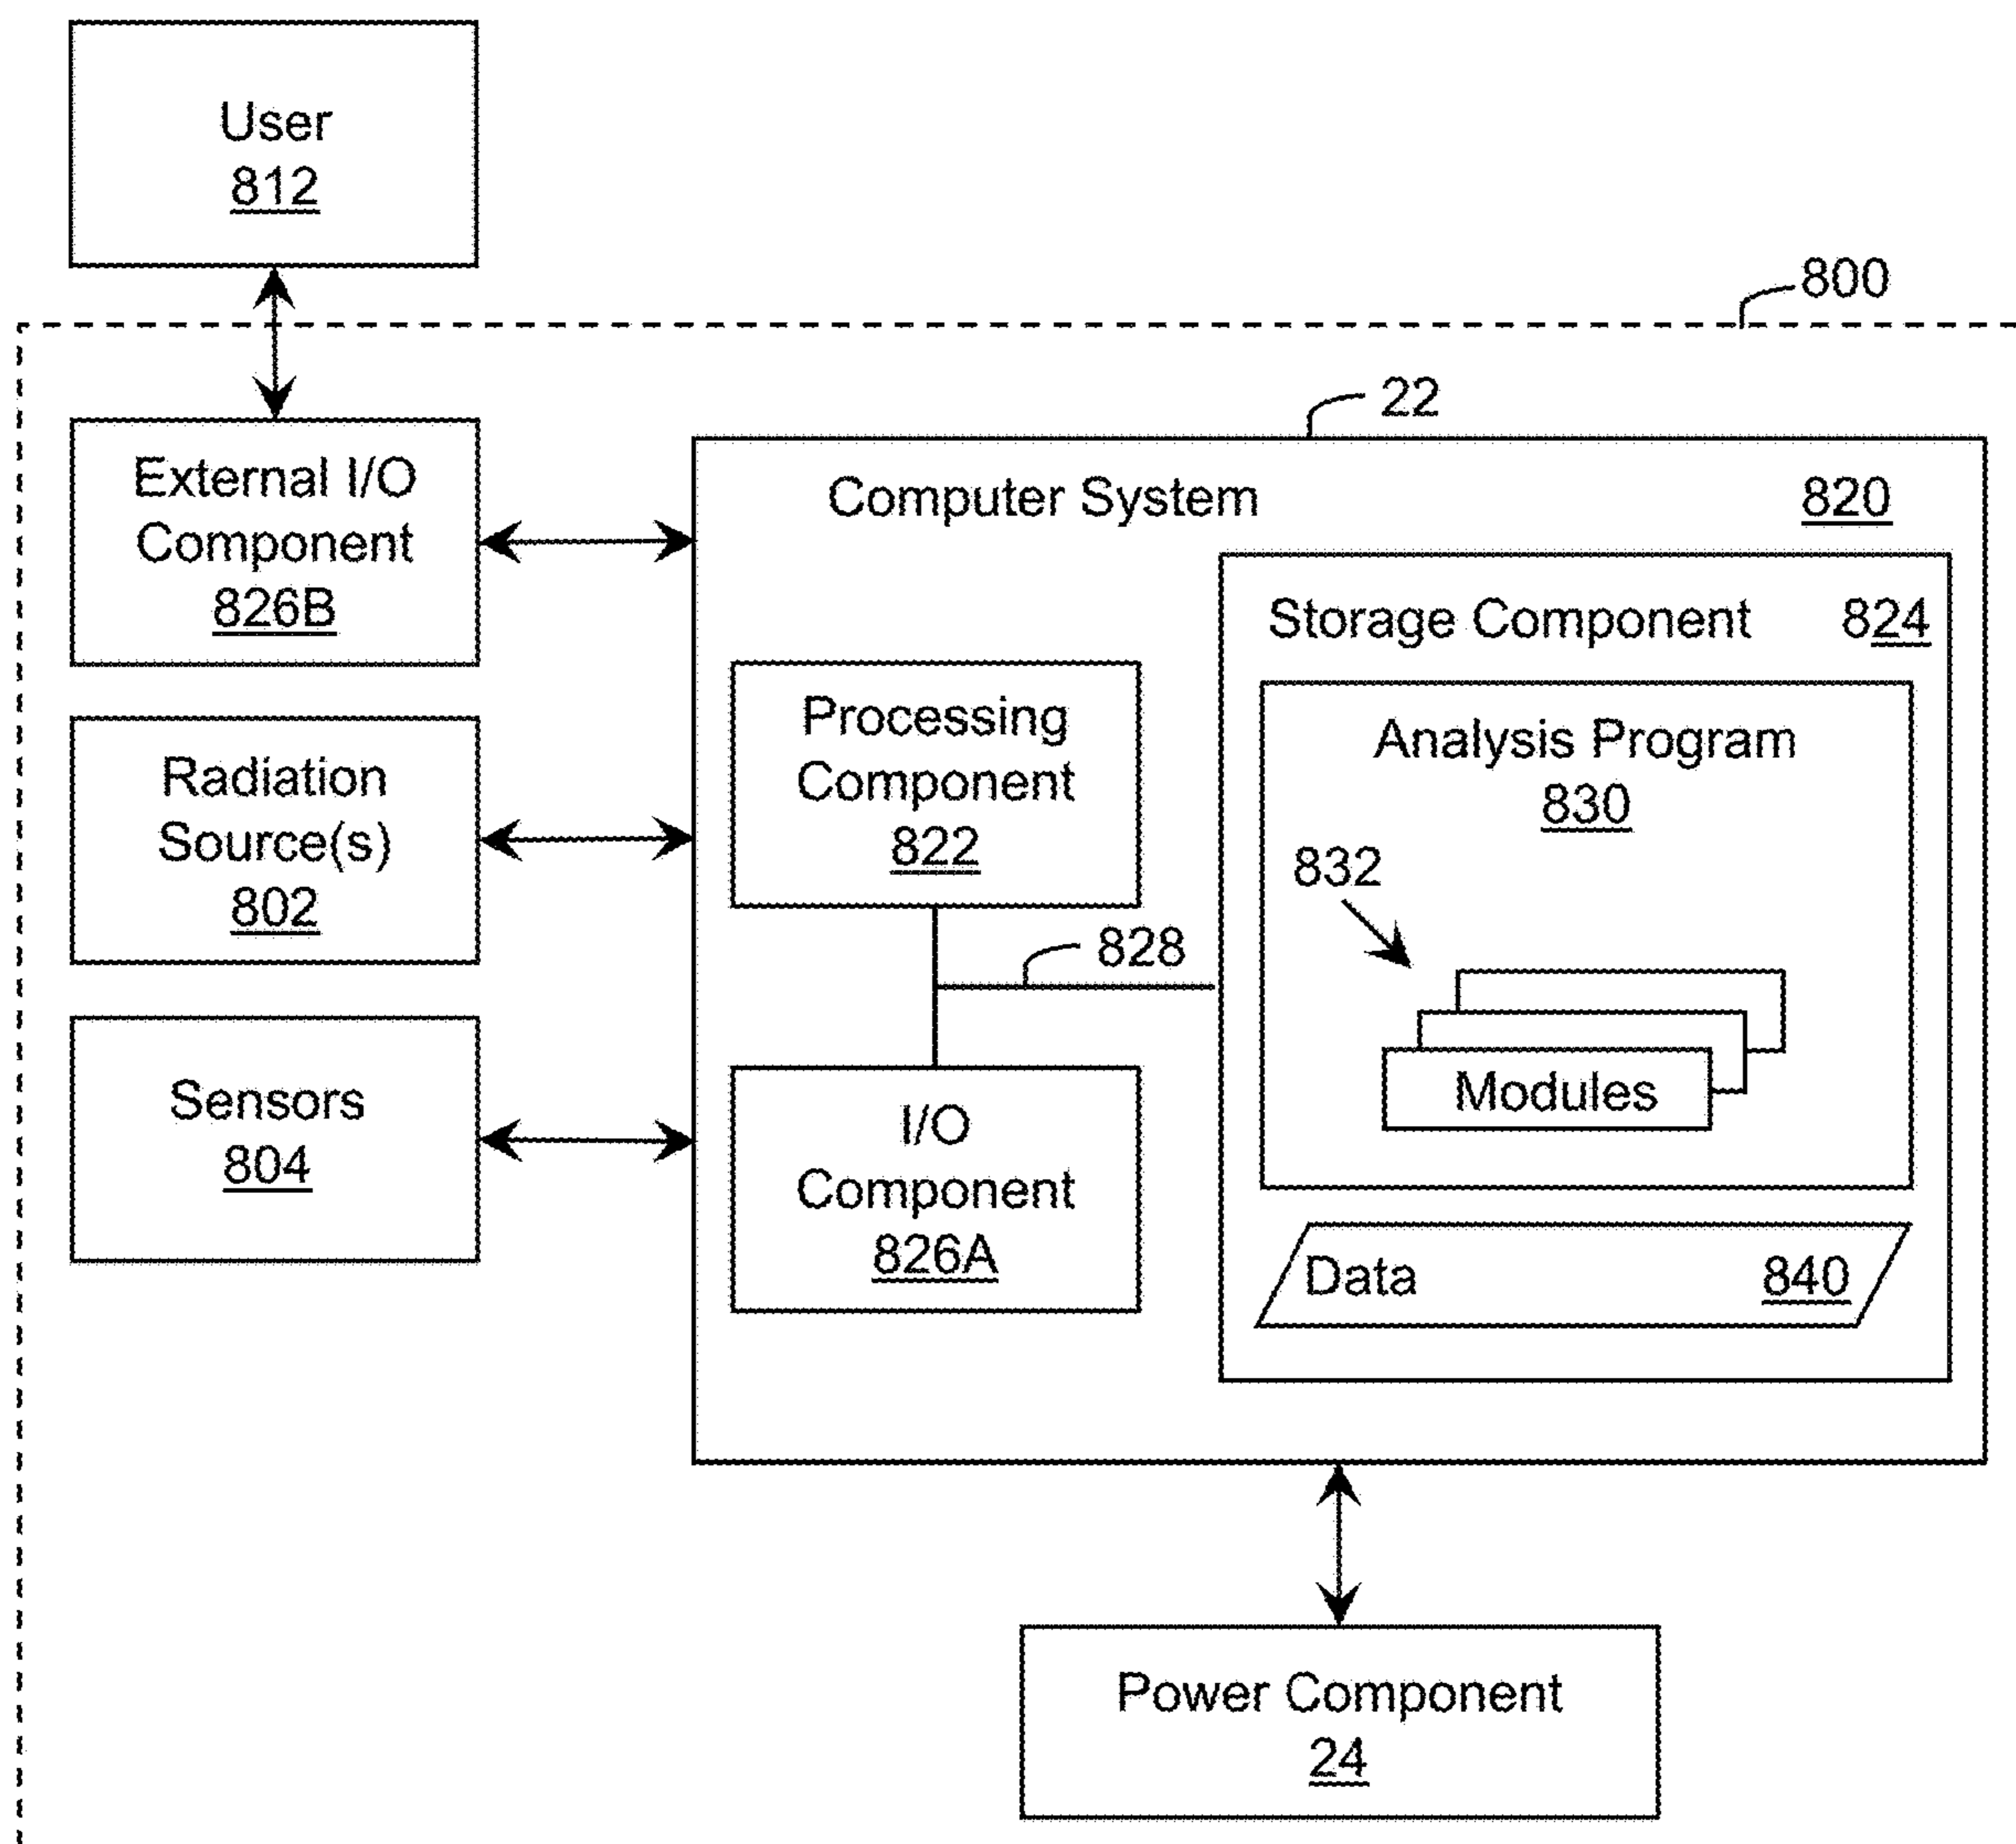 User
812
800
22
External I/O
Component
826B
Computer System
820
Storage Component
824
Processing
Component
822
Analysis Program
830
Radiation
Source(s)
802
832
828
Modules
Sensors
804
I/O
Component
826A
Data
840
Power Component
24